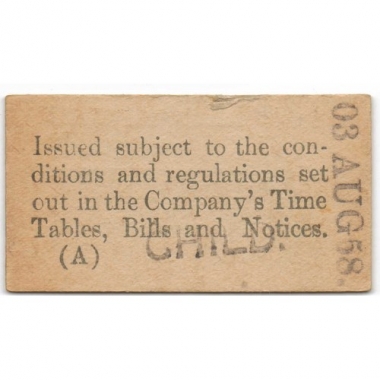 Issued subject to the con-
ditions and regulations set
out in the Company's Time
Tables, Bills and Notices.
(A)
CHILD.
03 AUG 58.